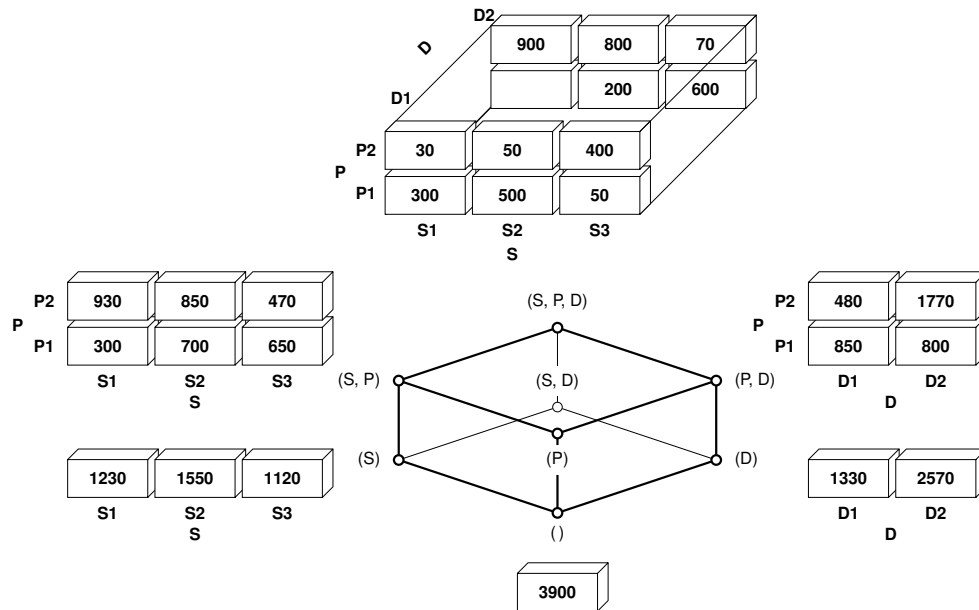 D2
900 800 70
D
D1
200 600
P2 30 50 400
P
P1 300 500 50
S1 S2 S3
S
P2 930 850 470
P
P1 300 700 650
S1 S2 S3
S
(S, P, D)
(S, P) (S, D) (P, D)
P2 480 1770
P
P1 850 800
D1 D2
D
(S) (P) (D)
1230 1550 1120
S1 S2 S3
S
1330 2570
D1 D2
D
( )
3900